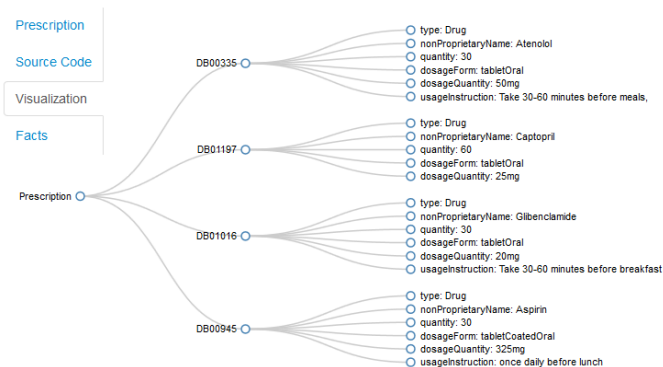 Prescription
Source Code
Visualization
Facts
Prescription
DB00335
type: Drug
nonProprietaryName: Atenolol
quantity: 30
dosageForm: tabletOral
dosageQuantity: 50mg
usageInstruction: Take 30-60 minutes before meals,
DB01197
type: Drug
nonProprietaryName: Captopril
quantity: 60
dosageForm: tabletOral
dosageQuantity: 25mg
DB01016
type: Drug
nonProprietaryName: Glibenclamide
quantity: 30
dosageForm: tabletOral
dosageQuantity: 20mg
usageInstruction: Take 30-60 minutes before breakfast
DB00945
type: Drug
nonProprietaryName: Aspirin
quantity: 30
dosageForm: tabletCoatedOral
dosageQuantity: 325mg
usageInstruction: once daily before lunch